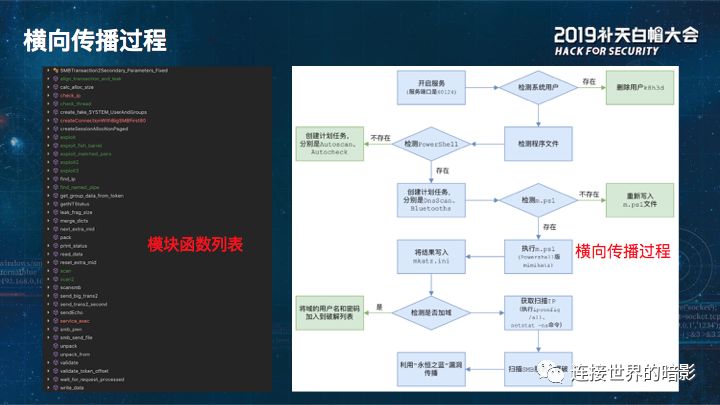 横向传播过程
2019补天白帽大会
HACK FOR SECURITY
SMBTransaction2Secondary_Parameters_Fixed
align_transaction_and_leak
calc_alloc_size
check_ip
check_thread
create_fake_SYSTEM_UserAndGroups
createConnectionWithBigSMBFirst80
createSessionAllocNonPaged
exploit
exploit_fish_barrel
exploit_matched_pairs
exploit2
exploit3
find_ip
find_named_pipe
get_group_data_from_token
getNTStatus
leak_frag_size
merge_dicts
next_extra_mid
pack
print_status
read_data
reset_extra_mid
scan
scan2
scansmb
send_big_trans2
send_trans2_second
sendEcho
service_exec
smb_pwn
smb_send_file
unpack
unpack_from
validate
validate_token_offset
wait_for_request_processed
write_data
模块函数列表
开启服务
(服务端口是60124)
检测系统用户
存在
删除用户k8h3d
创建计划任务,
分别是Autoscan、
Autocheck
不存在
检测PowerShell
检测程序文件
存在
创建计划任务,
分别是DnsScan、
Bluetooths
检测m.ps1
不存在
重新写入
m.ps1文件
存在
将结果写入
mkatz.ini
执行m.ps1
(Powershell版
mimikatz)
横向传播过程
将域的用户名和密码
加入到破解列表
是
检测是否加域
获取扫描IP
(执行ipconfig
/all、
netstat -na命令)
利用“永恒之蓝”漏洞
传播
扫描SMB
连接世界的暗影